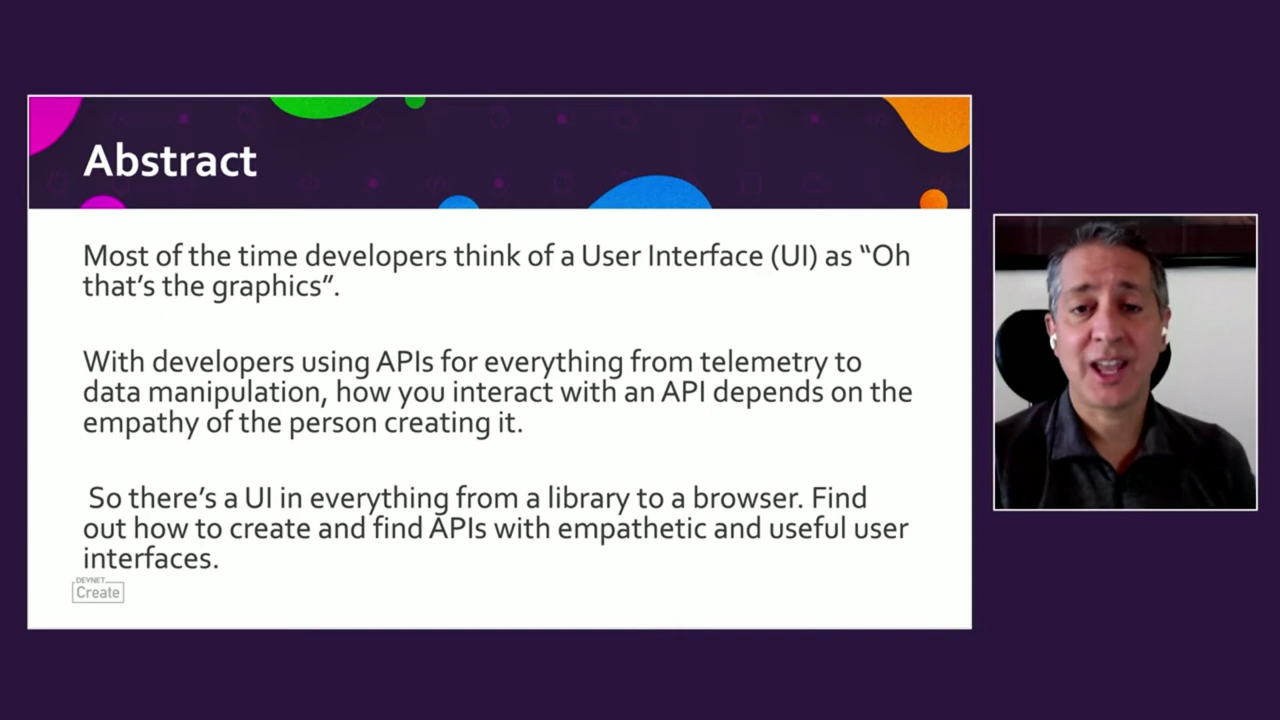 Abstract
Most of the time developers think of a User Interface (UI) as “Oh
that’s the graphics”.
With developers using APIs for everything from telemetry to
data manipulation, how you interact with an API depends on the
empathy of the person creating it.
So there’s a UI in everything from a library to a browser. Find
out how to create and find APIs with empathetic and useful user
interfaces.
DEVNET
Create